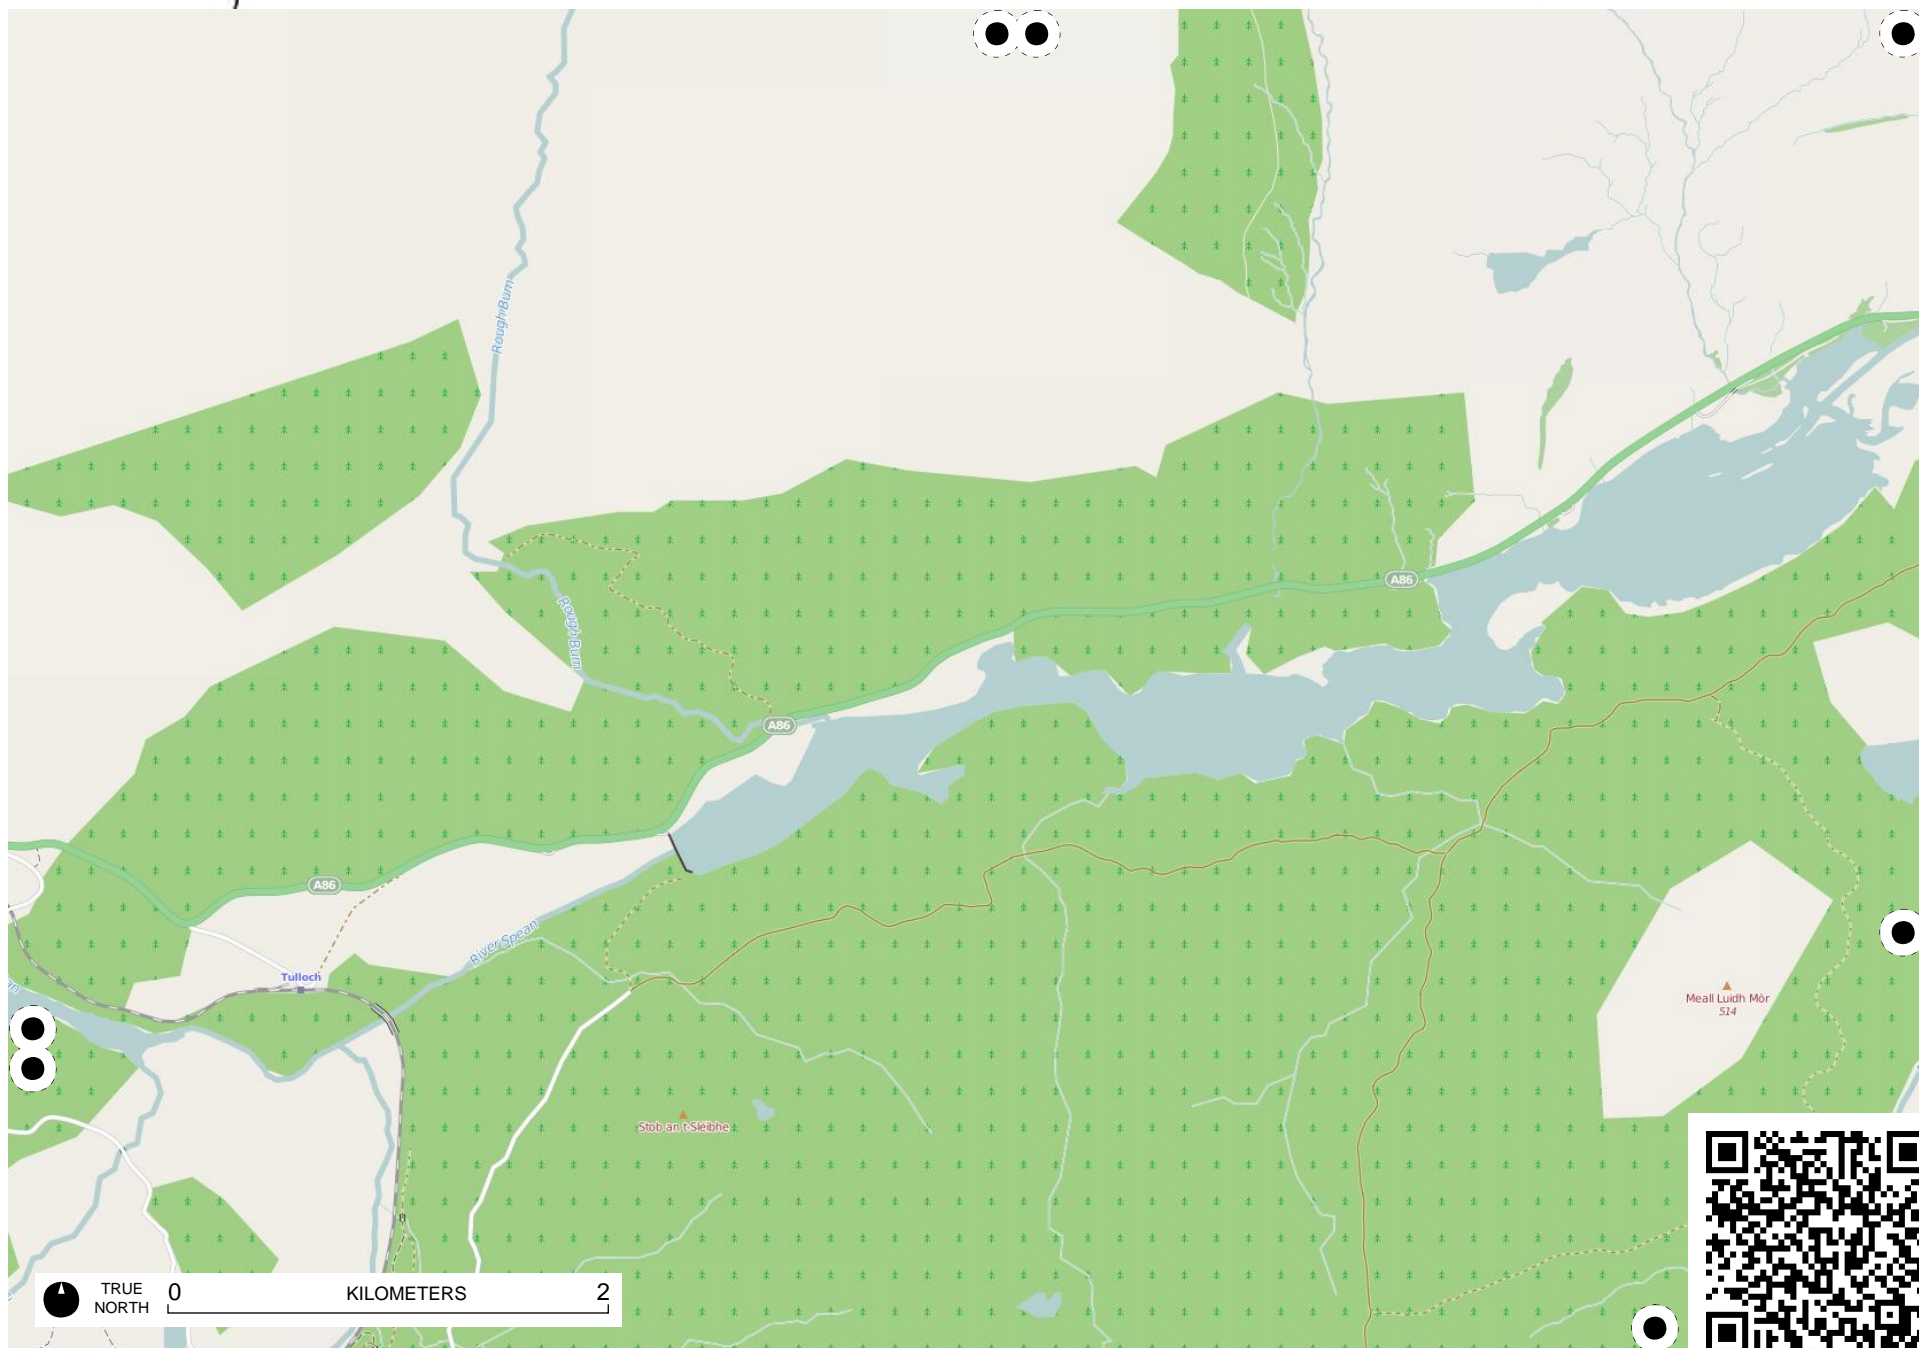 Rough Burn
Rough Burn
A86
A86
A86
River Spean
Tulloch
an
Meall Luidh Mòr
514
Stob an t-Sléibhe
TRUE
NORTH
0 KILOMETERS 2